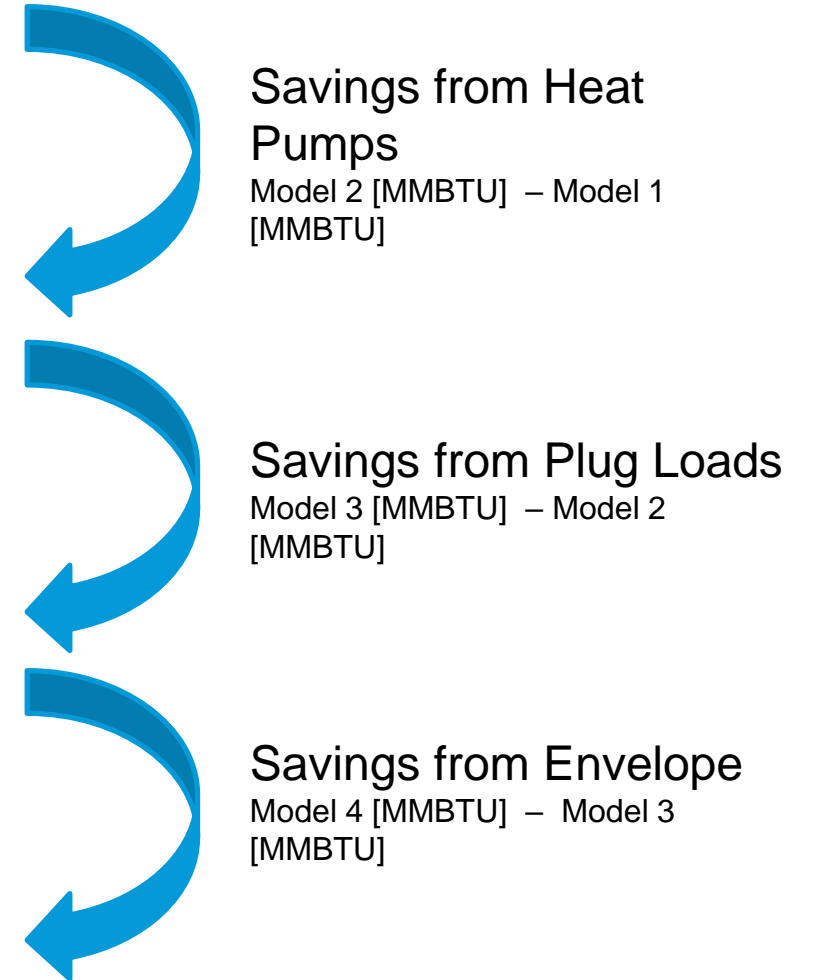 Savings from Heat
Pumps
Model 2 [MMBTU]  – Model 1
[MMBTU]
Savings from Plug Loads
Model 3 [MMBTU]  – Model 2
[MMBTU]
Savings from Envelope
Model 4 [MMBTU]  –  Model 3
[MMBTU]